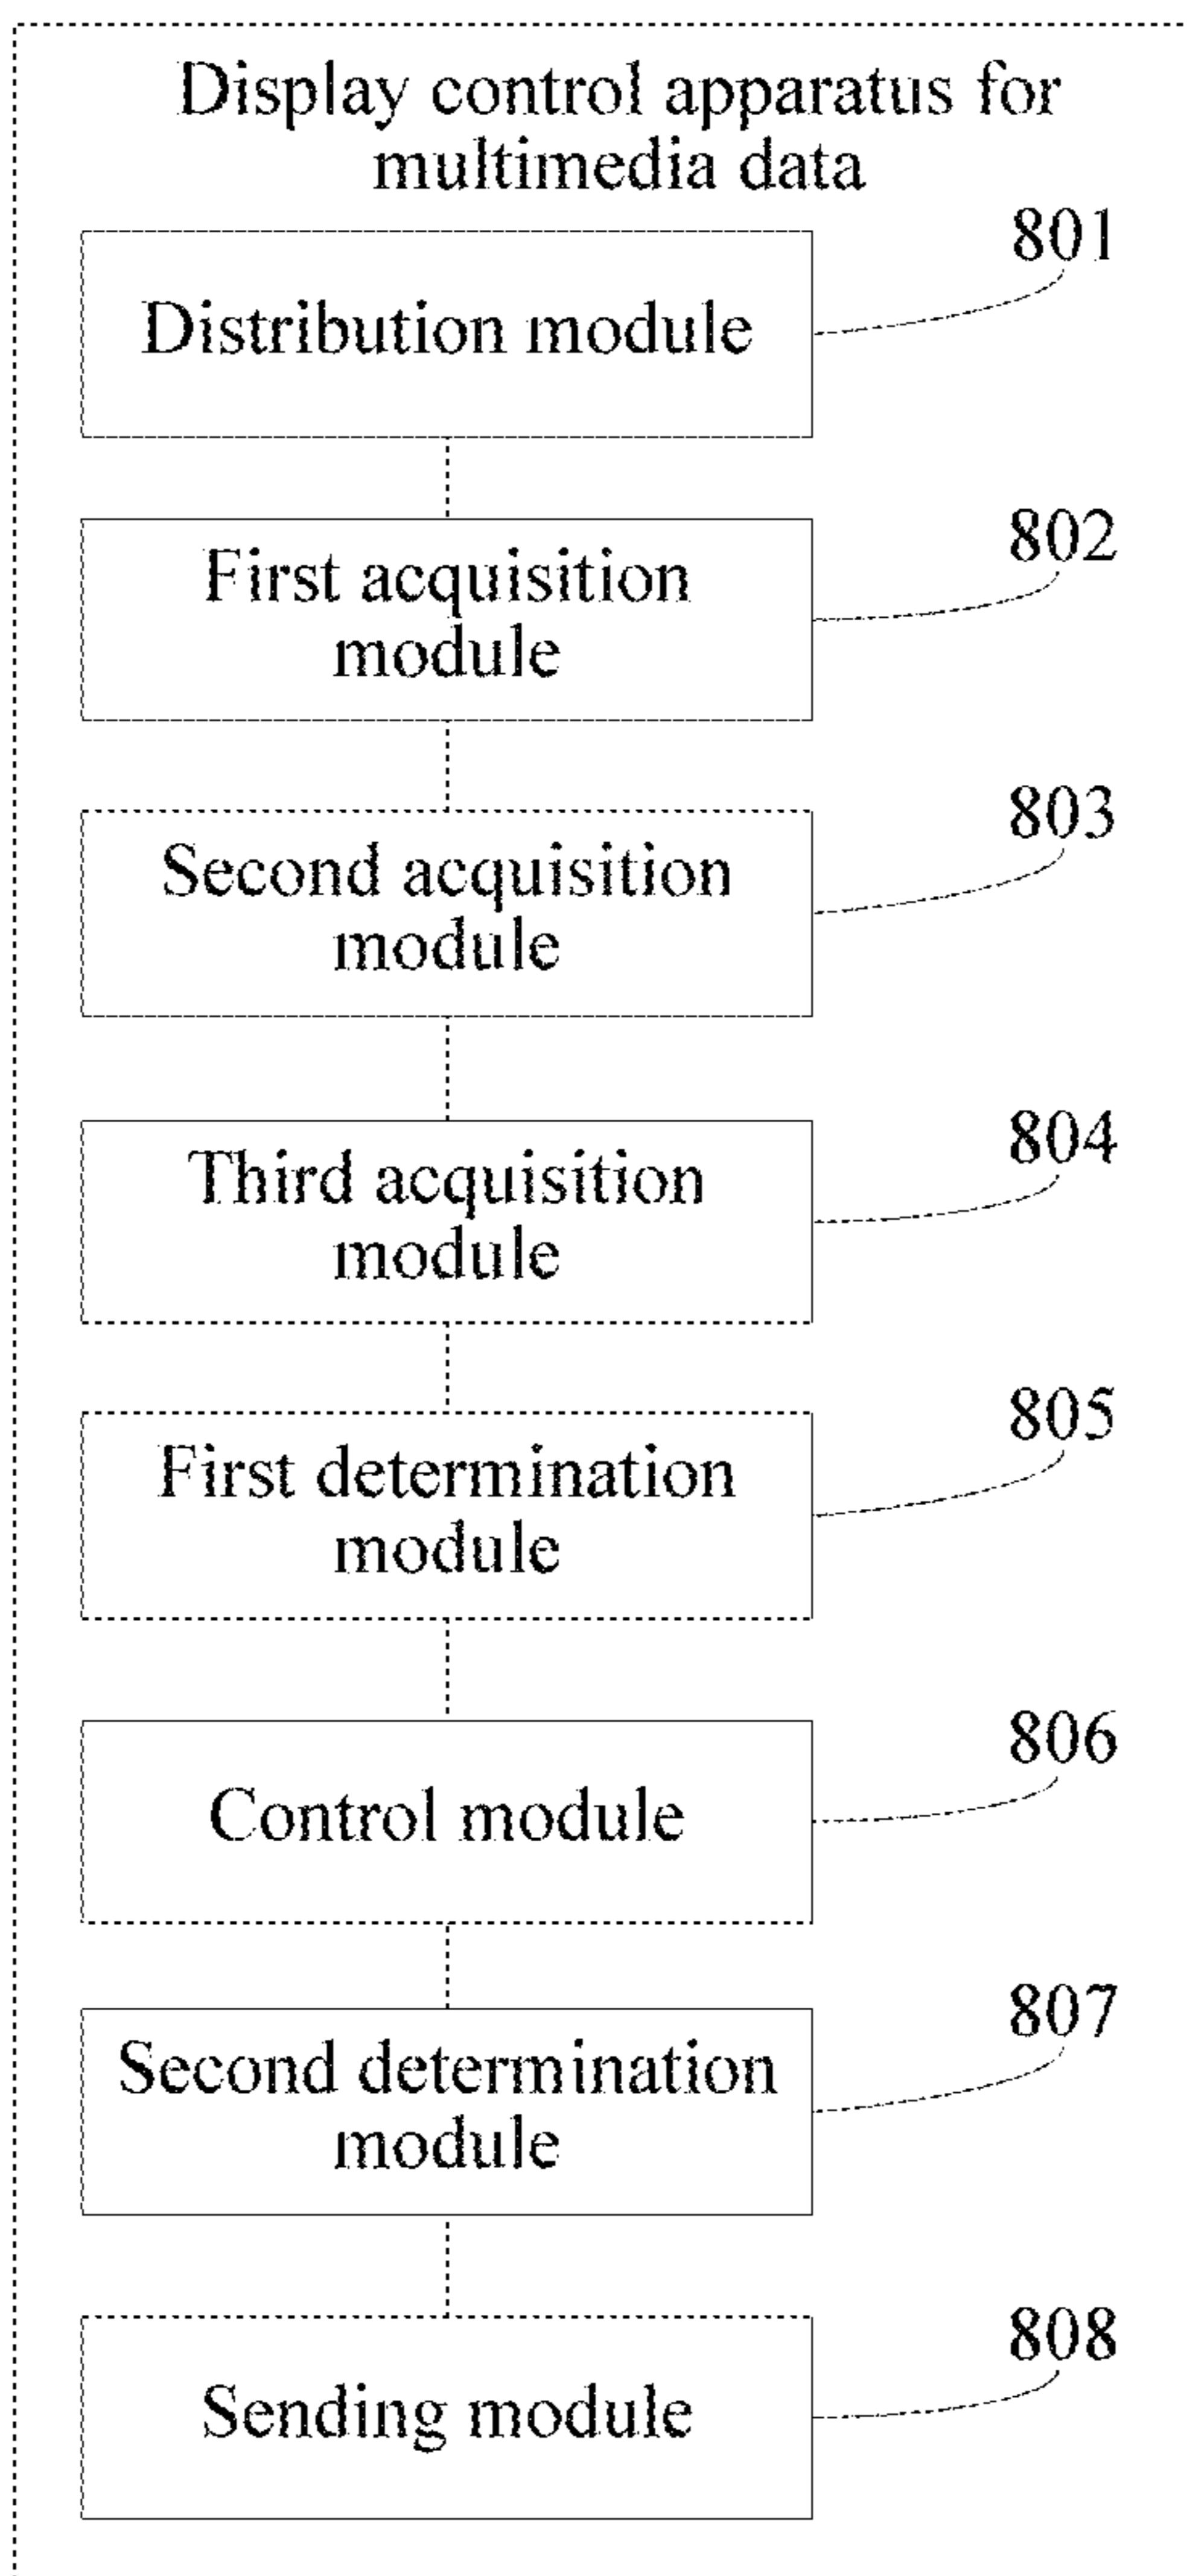 Display control apparatus for
multimedia data
801
Distribution module
802
First acquisition
module
803
Second acquisition
module
804
Third acquisition
module
805
First determination
module
806
Control module
807
Second determination
module
808
Sending module